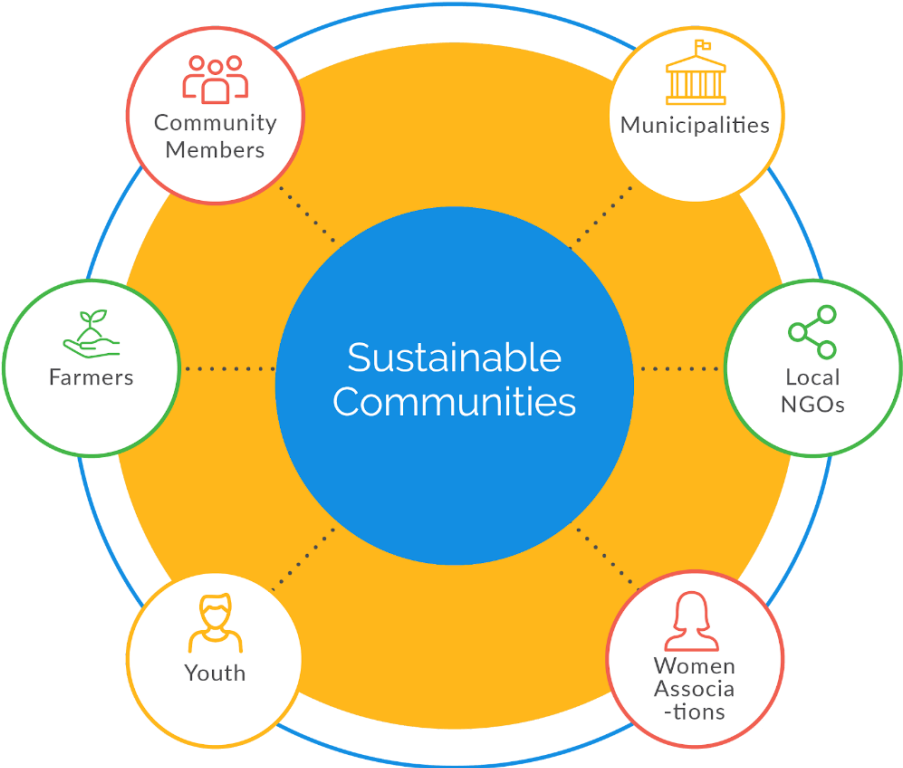 Community
Members
Municipalities
Farmers
Sustainable
Communities
Local
NGOs
Youth
Women
Associa
-tions